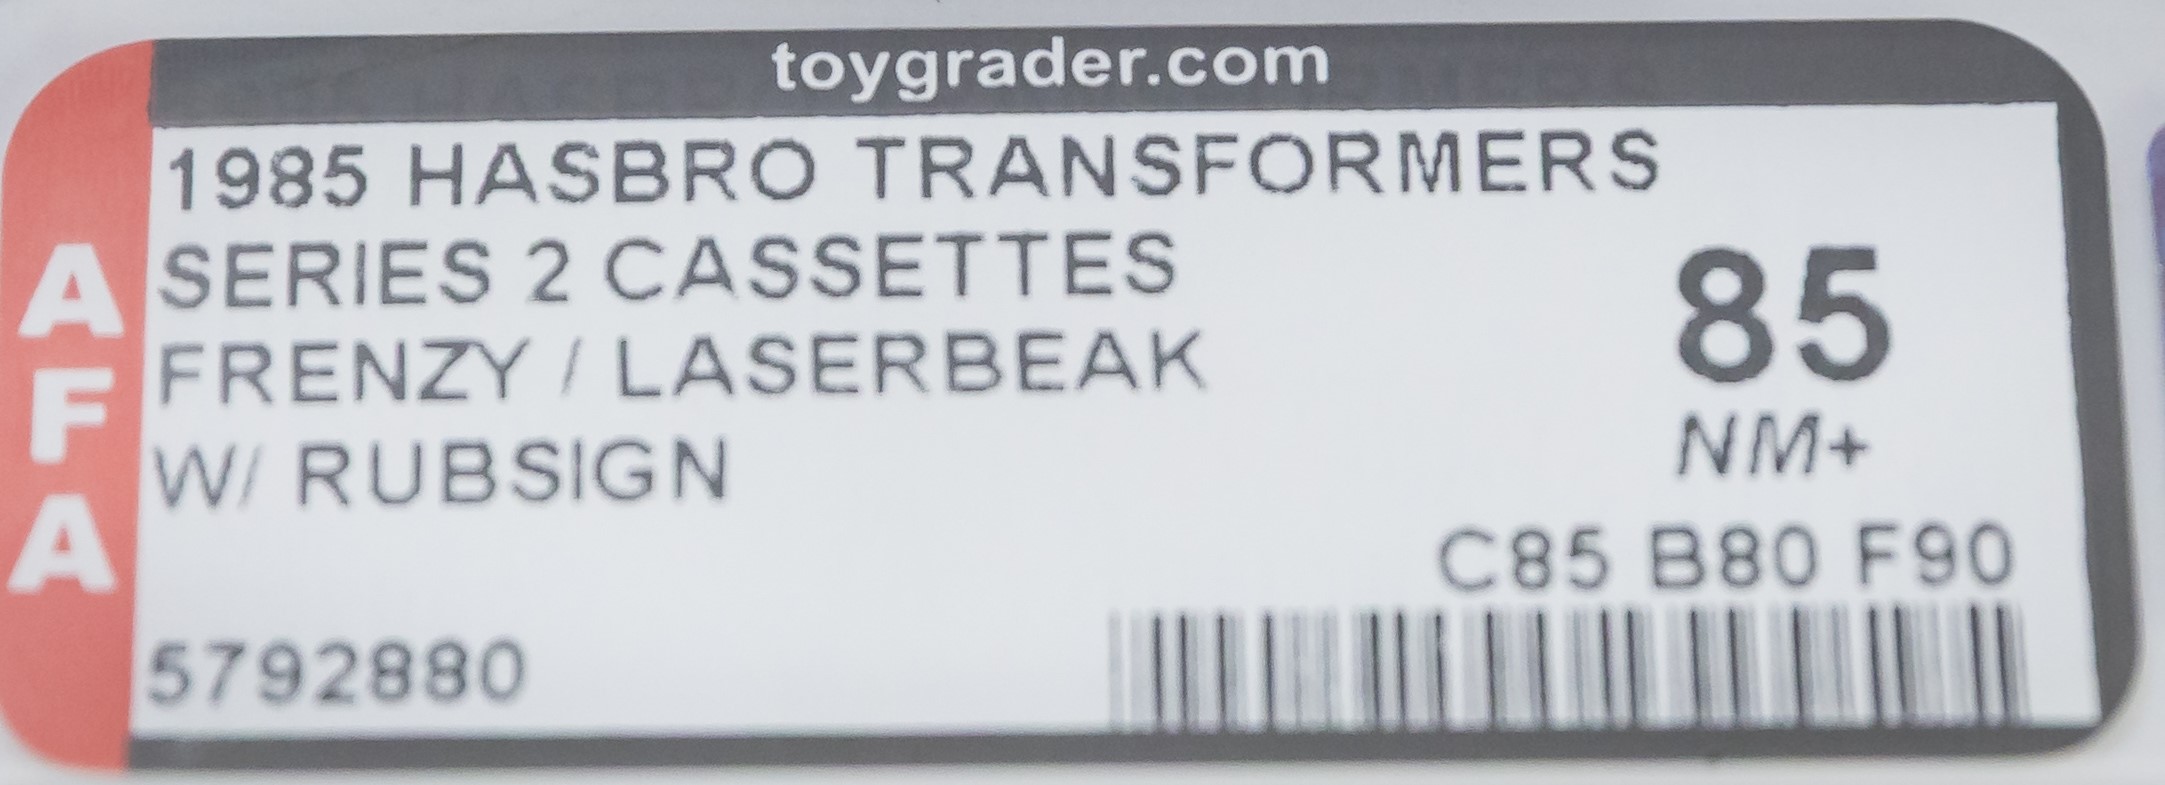 toygrader.com
AFA
1985 HASBRO TRANSFORMERS
SERIES 2 CASSETTES
FRENZY / LASERBEAK
W/ RUBSIGN
85
NM+
C85 B80 F90
5792880